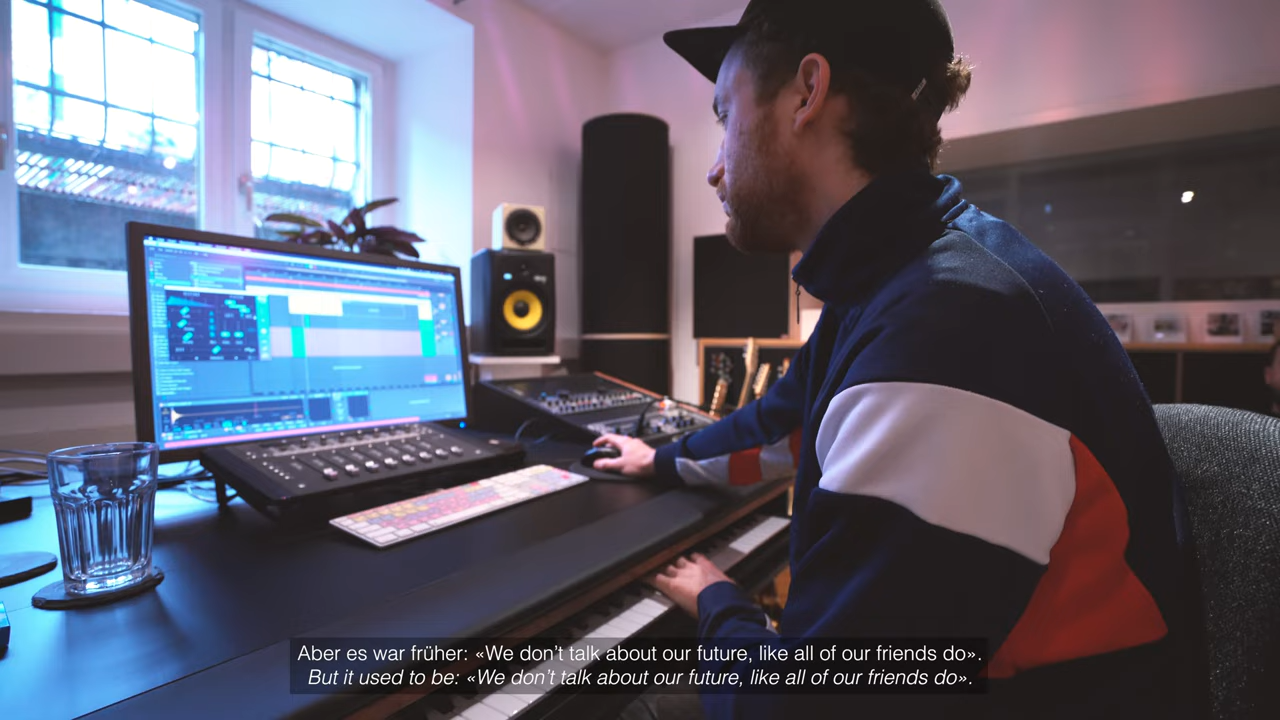 Aber es war früher: «We don’t talk about our future, like all of our friends do».
But it used to be: «We don’t talk about our future, like all of our friends do».